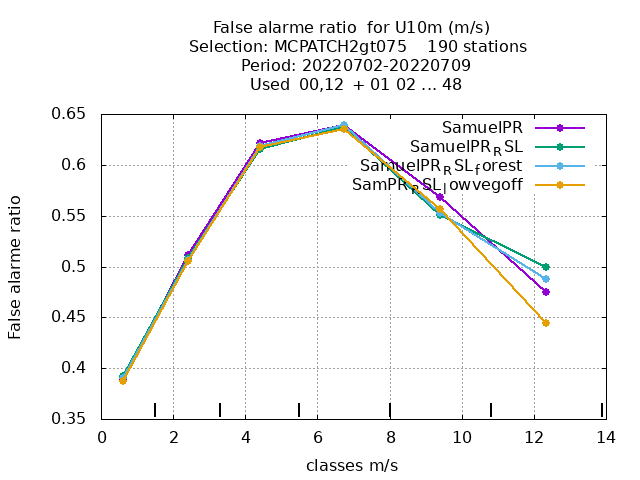 False alarme ratio  for U10m (m/s)
Selection: MCPATCH2gt075    190 stations
Period: 20220702-20220709
Used  00,12  + 01 02 ... 48
0.65
0.6
0.55
0.5
0.45
0.4
0.35
False alarme ratio
SamuelPR
SamuelPR_RSL
SamuelPR_RSL_forest
SamPR_RSL_lowvegoff
0 2 4 6 8 10 12 14
classes m/s